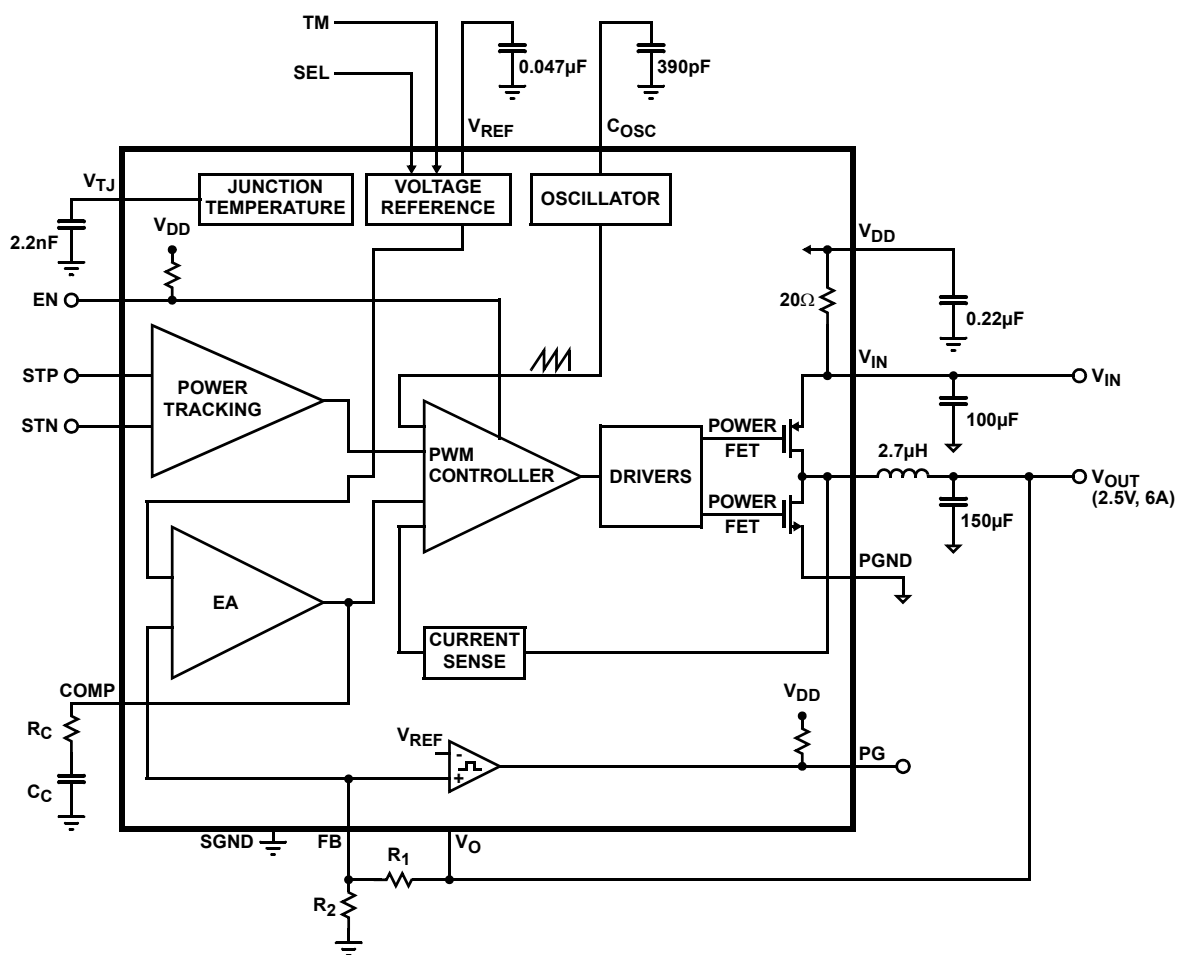 TM
0.047µF
390pF
SEL
VREF
COSC
VTJ
JUNCTION
TEMPERATURE
VOLTAGE
REFERENCE
OSCILLATOR
2.2nF
VDD
VDD
EN
20Ω
0.22µF
STP
POWER
TRACKING
STN
VIN
VIN
100µF
PWM
CONTROLLER
DRIVERS
POWER
FET
POWER
FET
2.7µH
VOUT
(2.5V, 6A)
150µF
PGND
EA
CURRENT
SENSE
COMP
RC
CC
VDD
VREF
-
+
PG
SGND
FB
VO
R1
R2